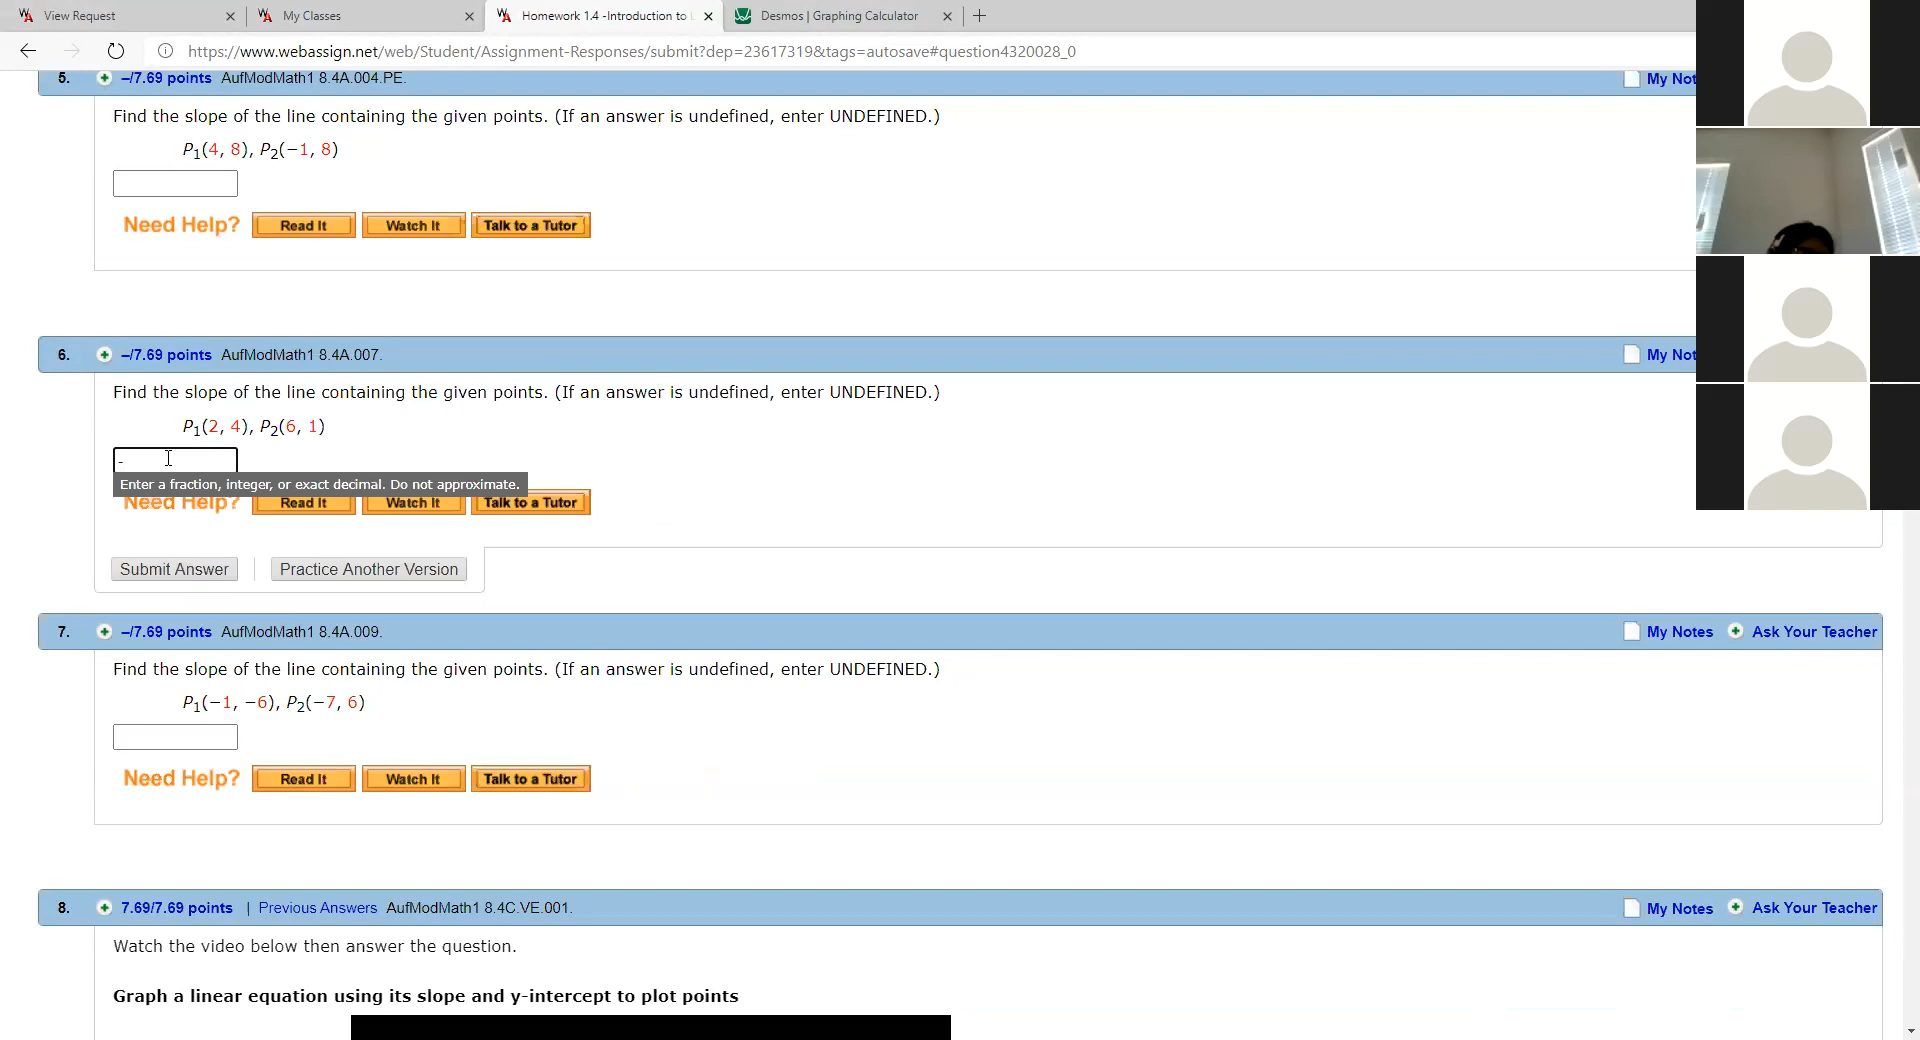 View Request
My Classes
Homework 1.4 -Introduction to L
Desmos | Graphing Calculator
https://www.webassign.net/web/Student/Assignment-Responses/submit?dep=23617319&tags=autosave#question4320028_0
5. –/7.69 points AufModMath1 8.4A.004.PE. My Not
Find the slope of the line containing the given points. (If an answer is undefined, enter UNDEFINED.)
P1(4, 8), P2(−1, 8)
Need Help? Read It Watch It Talk to a Tutor
6. –/7.69 points AufModMath1 8.4A.007. My Not
Find the slope of the line containing the given points. (If an answer is undefined, enter UNDEFINED.)
P1(2, 4), P2(6, 1)
-
Enter a fraction, integer, or exact decimal. Do not approximate.
Need Help? Read It Watch It Talk to a Tutor
Submit Answer Practice Another Version
7. –/7.69 points AufModMath1 8.4A.009. My Notes Ask Your Teacher
Find the slope of the line containing the given points. (If an answer is undefined, enter UNDEFINED.)
P1(−1, −6), P2(−7, 6)
Need Help? Read It Watch It Talk to a Tutor
8. 7.69/7.69 points | Previous Answers AufModMath1 8.4C.VE.001. My Notes Ask Your Teacher
Watch the video below then answer the question.
Graph a linear equation using its slope and y-intercept to plot points